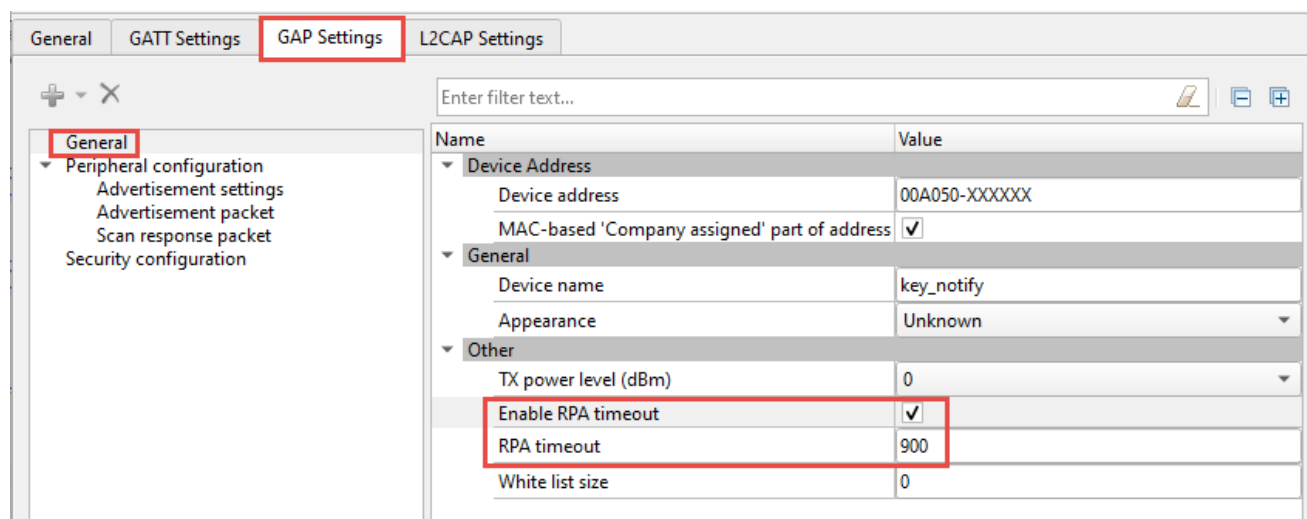 General GATT Settings GAP Settings L2CAP Settings
Enter filter text...
General
Peripheral configuration
Advertisement settings
Advertisement packet
Scan response packet
Security configuration
Name Value
Device Address
Device address 00A050-XXXXXX
MAC-based 'Company assigned' part of address
General
Device name key_notify
Appearance Unknown
Other
TX power level (dBm) 0
Enable RPA timeout
RPA timeout 900
White list size 0